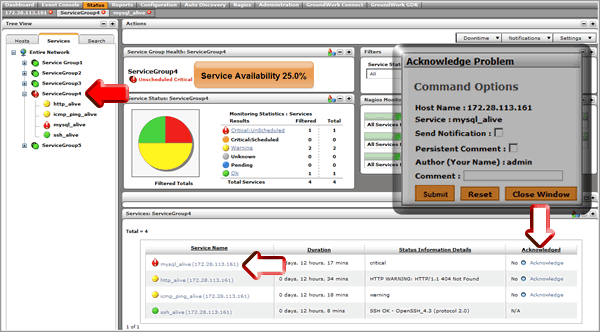 Dashboard Event Console Status Reports Configuration Auto Discovery Nagios Administration GroundWork Connect GroundWork GDK
172.28.113.161 ServiceGroup4 mysql_alive
Tree View
Hosts Services Search
Entire Network
Service Group1
ServiceGroup2
ServiceGroup3
ServiceGroup4
http_alive
icmp_ping_alive
mysql_alive
ssh_alive
ServiceGroup5
Actions
Downtime Notifications Settings
Service Group Health: ServiceGroup4
ServiceGroup4
Unscheduled Critical
Service Availability 25.0%
Filters
Service Sta
All
Nagios Monito
All Services
All Services
All Servic
Service Status: ServiceGroup4
Filtered Totals
Monitoring Statistics : Services
Results Filtered Total
Critical:UnScheduled 1 1
Critical:Scheduled 0 0
Warning 2 2
Unknown 0 0
Pending 0 0
Ok 1 1
Total Services 4 4
Acknowledge Problem
Command Options
Host Name : 172.28.113.161
Service : mysql_alive
Send Notification :
Persistent Comment :
Author (Your Name) : admin
Comment :
Submit Reset Close Window
Services: ServiceGroup4
Total = 4
Service Name Duration Status Information Details Acknowledged
mysql_alive (172.28.113.161) 0 days, 12 hours, 17 mins critical No Acknowledge
http_alive (172.28.113.161) 0 days, 12 hours, 34 mins HTTP WARNING: HTTP/1.1 404 Not Found No Acknowledge
icmp_ping_alive (172.28.113.161) 0 days, 12 hours, 18 mins warning No Acknowledge
ssh_alive (172.28.113.161) 0 days, 12 hours, 8 mins SSH OK - OpenSSH_4.3 (protocol 2.0) N/A
1 of 1